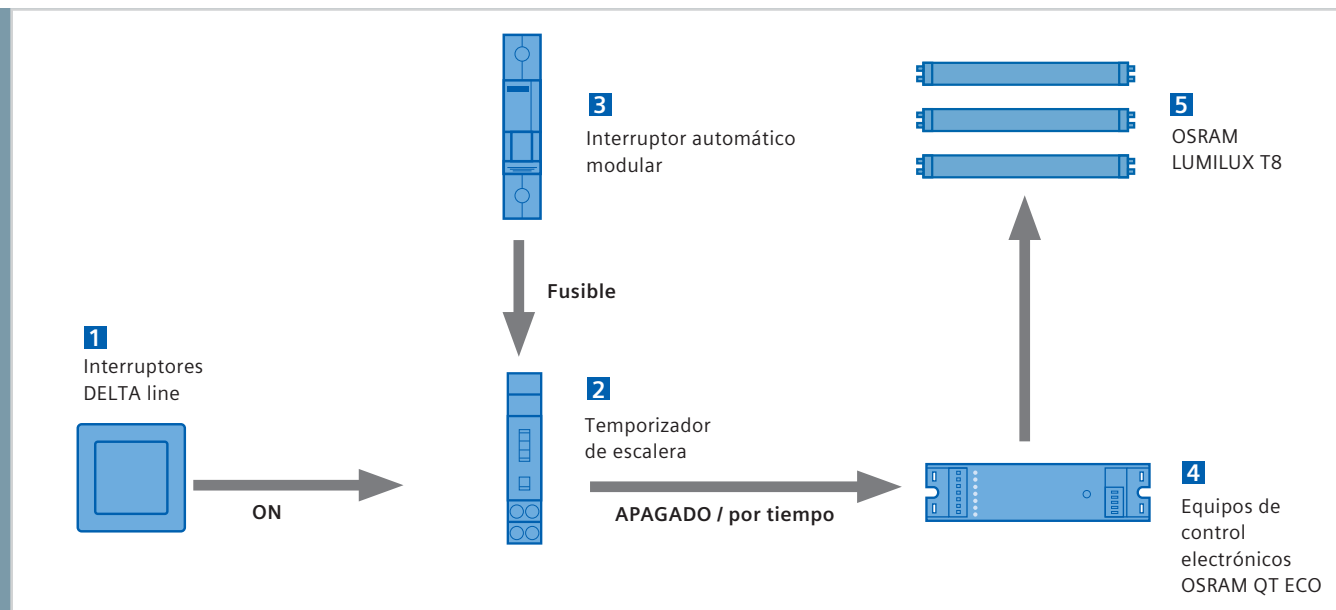 3
Interruptor automático
modular
5
OSRAM
LUMILUX T8
Fusible
1
Interruptores
DELTA line
2
Temporizador
de escalera
ON
APAGADO / por tiempo
4
Equipos de
control
electrónicos
OSRAM QT ECO